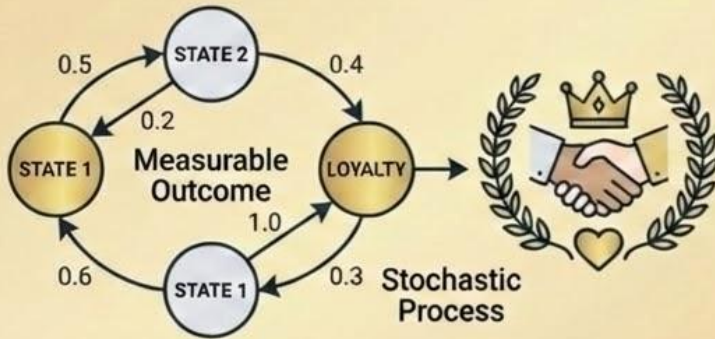 STATE 2
0.5
0.4
0.2
STATE 1
Measurable
Outcome
LOYALTY
1.0
0.6
STATE 1
0.3
Stochastic
Process